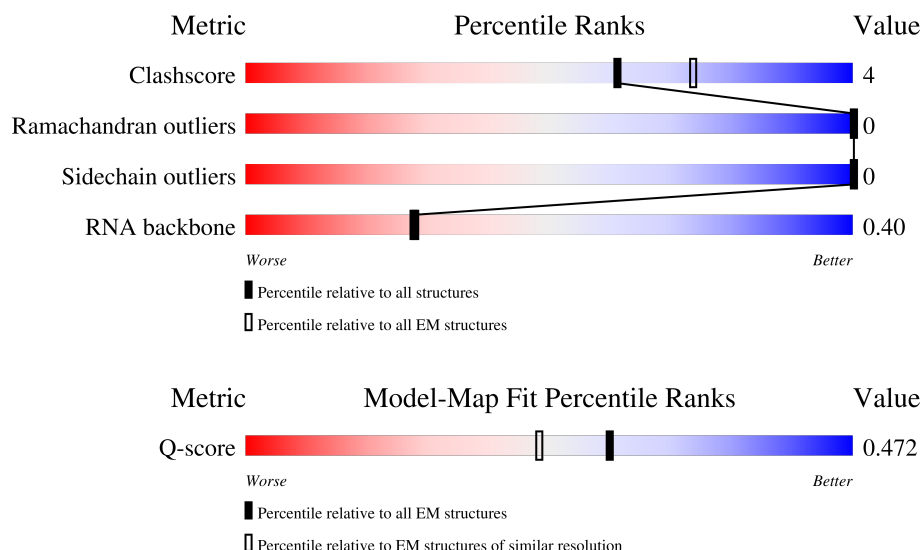 Metric Percentile Ranks Value
Clashscore 4
Ramachandran outliers 0
Sidechain outliers 0
RNA backbone 0.40
Worse Better
Percentile relative to all structures
Percentile relative to all EM structures
Metric Model-Map Fit Percentile Ranks Value
Q-score 0.472
Worse Better
Percentile relative to all EM structures
Percentile relative to EM structures of similar resolution